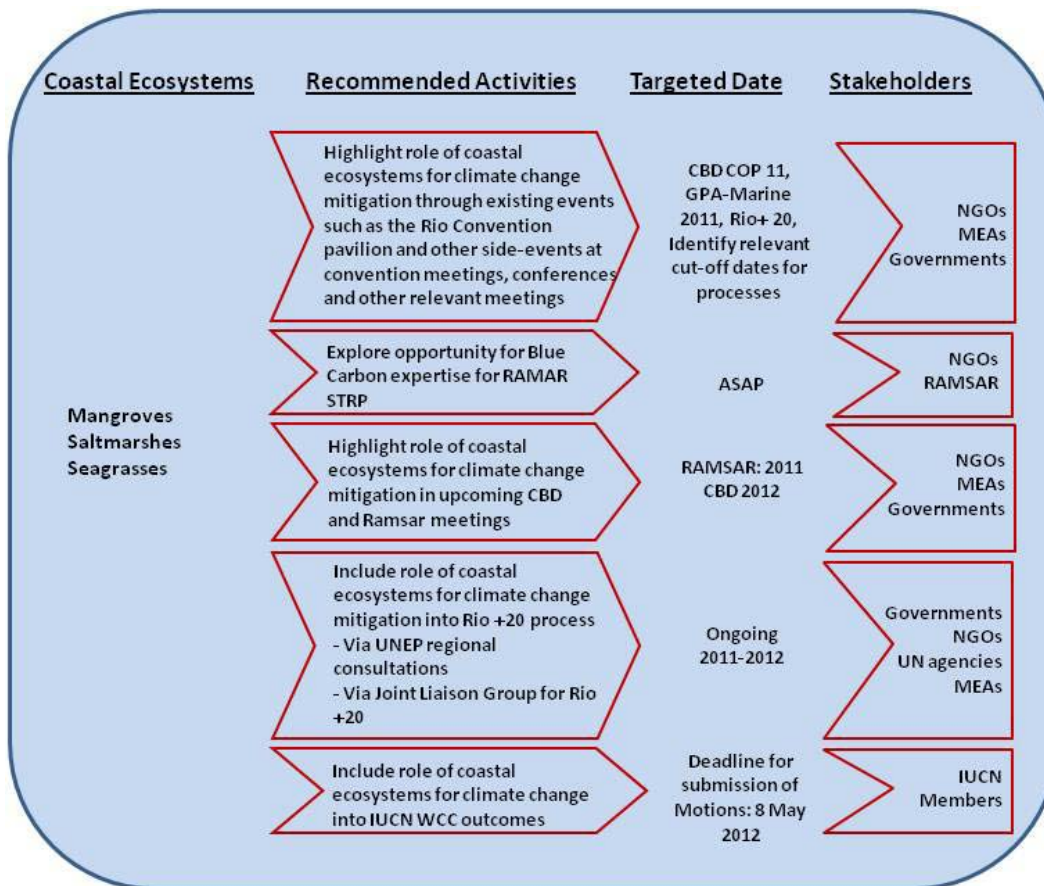 Coastal Ecosystems
Recommended Activities
Targeted Date
Stakeholders
Mangroves
Saltmarshes
Seagrasses
Highlight role of coastal
ecosystems for climate change
mitigation through existing events
such as the Rio Convention
pavilion and other side-events at
convention meetings, conferences
and other relevant meetings
CBD COP 11,
GPA-Marine
2011, Rio+ 20,
Identify relevant
cut-off dates for
processes
NGOs
MEAs
Governments
Explore opportunity for Blue
Carbon expertise for RAMAR
STRP
ASAP
NGOs
RAMSAR
Highlight role of coastal
ecosystems for climate change
mitigation in upcoming CBD
and Ramsar meetings
RAMSAR: 2011
CBD 2012
NGOs
MEAs
Governments
Include role of coastal
ecosystems for climate change
mitigation into Rio +20 process
- Via UNEP regional
consultations
- Via Joint Liaison Group for Rio
+20
Ongoing
2011-2012
Governments
NGOs
UN agencies
MEAs
Include role of coastal
ecosystems for climate change
into IUCN WCC outcomes
Deadline for
submission of
Motions: 8 May
2012
IUCN
Members